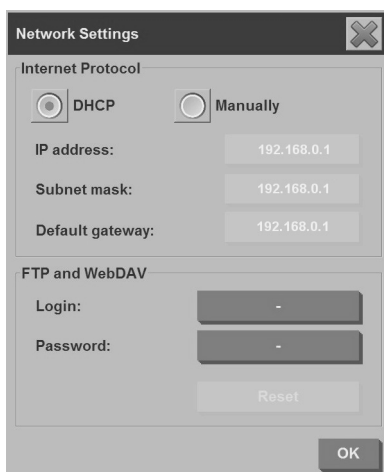 Network Settings
Internet Protocol
DHCP Manually
IP address: 192.168.0.1
Subnet mask: 192.168.0.1
Default gateway: 192.168.0.1
FTP and WebDAV
Login: -
Password: -
Reset
OK